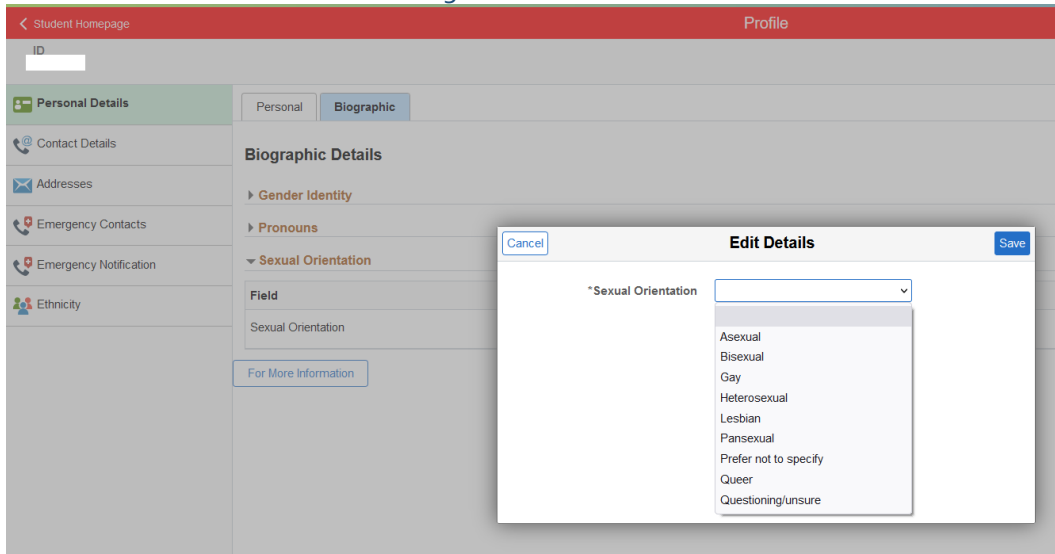 Student Homepage
Profile
ID
Personal Details
Contact Details
Addresses
Emergency Contacts
Emergency Notification
Ethnicity
Personal
Biographic
Biographic Details
Gender Identity
Pronouns
Sexual Orientation
Field
Sexual Orientation
For More Information
Cancel
Edit Details
Save
*Sexual Orientation
Asexual
Bisexual
Gay
Heterosexual
Lesbian
Pansexual
Prefer not to specify
Queer
Questioning/unsure